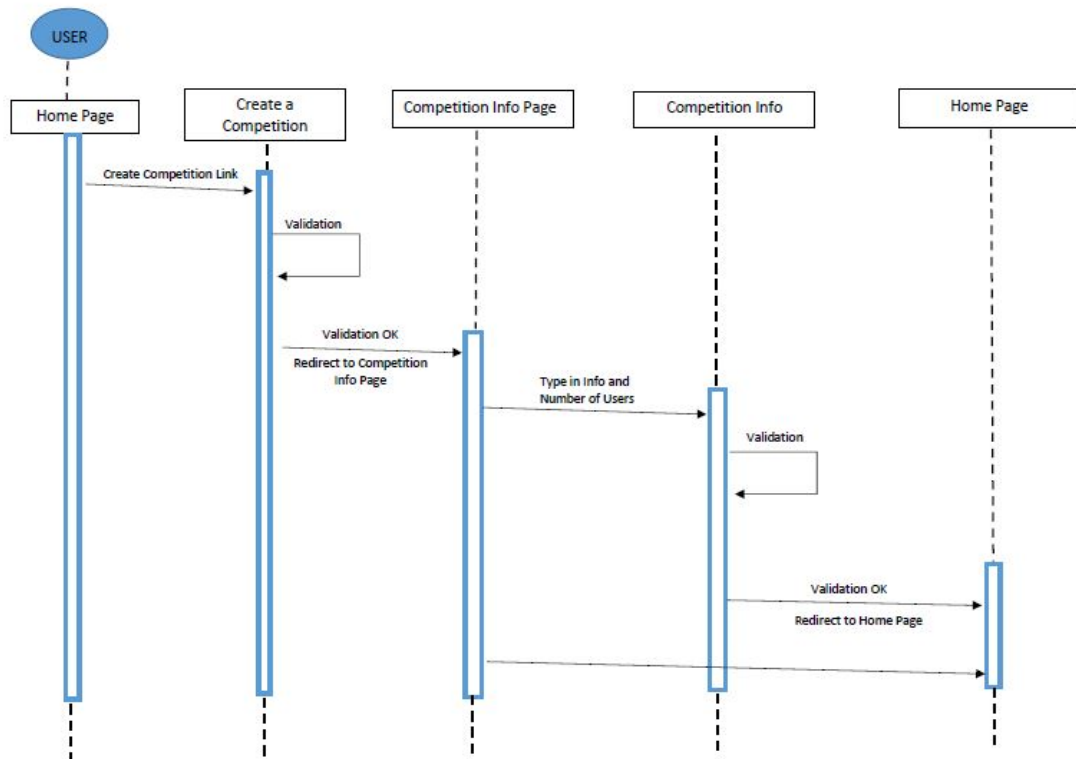 USER
Home Page
Create a
Competition
Competition Info Page
Competition Info
Home Page
Create Competition Link
Validation
Validation OK
Redirect to Competition
Info Page
Type in Info and
Number of Users
Validation
Validation OK
Redirect to Home Page